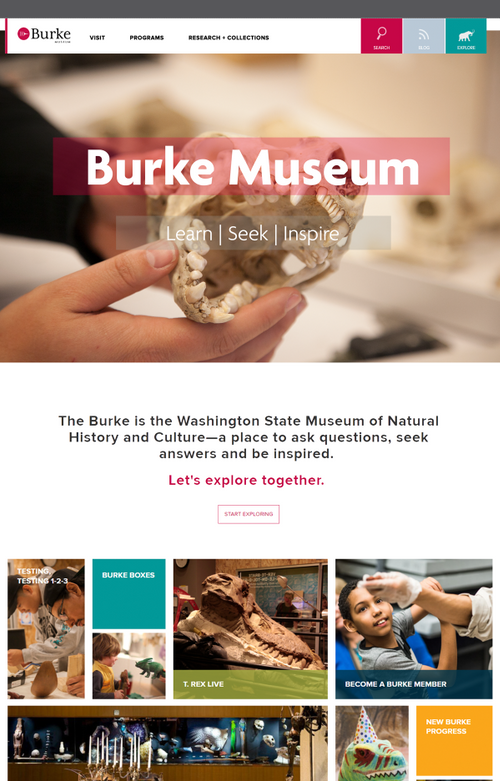 Burke
MUSEUM
VISIT
PROGRAMS
RESEARCH + COLLECTIONS
SEARCH
BLOG
EXPLORE
Burke Museum
Learn | Seek | Inspire
The Burke is the Washington State Museum of Natural
History and Culture—a place to ask questions, seek
answers and be inspired.
Let's explore together.
START EXPLORING
TESTING,
TESTING 1-2-3
BURKE BOXES
T. REX LIVE
BECOME A BURKE MEMBER
NEW BURKE
PROGRESS